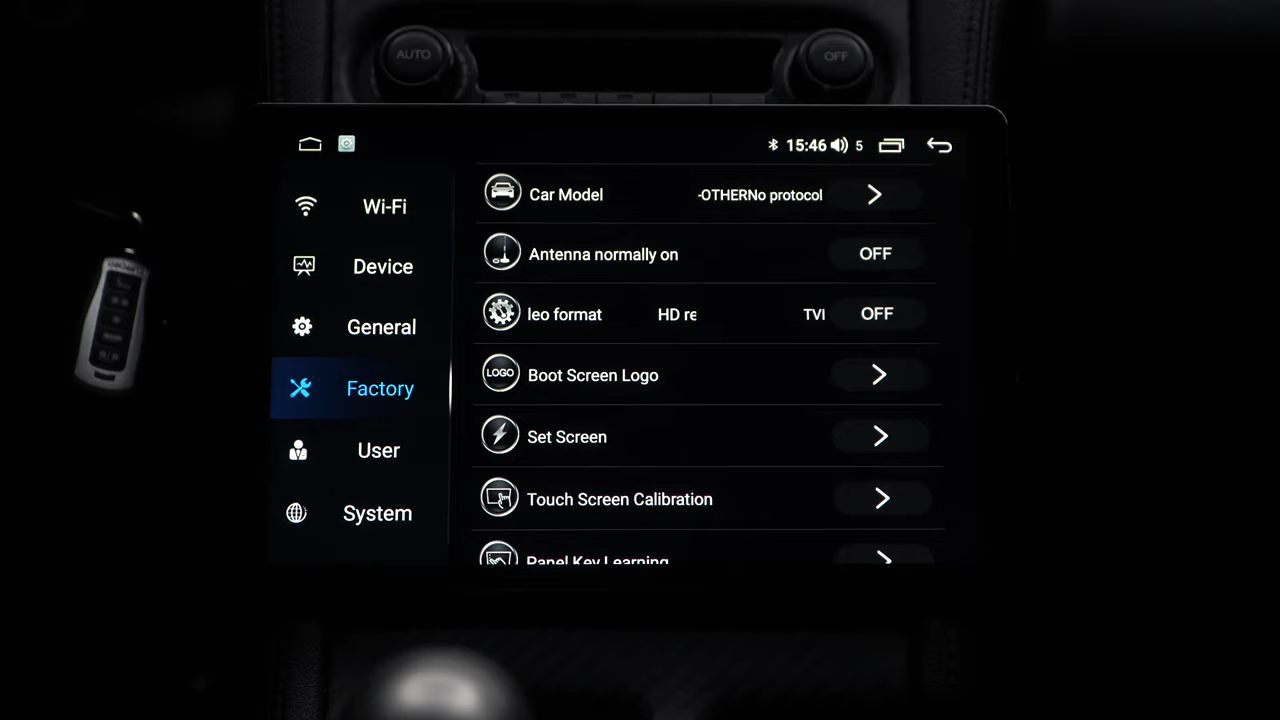 AUTO
OFF
15:46 5
Wi-Fi
Device
General
Factory
User
System
Car Model -OTHERNo protocol
Antenna normally on OFF
leo format HD re TVI OFF
LOGO Boot Screen Logo
Set Screen
Touch Screen Calibration
Panel Key Learning